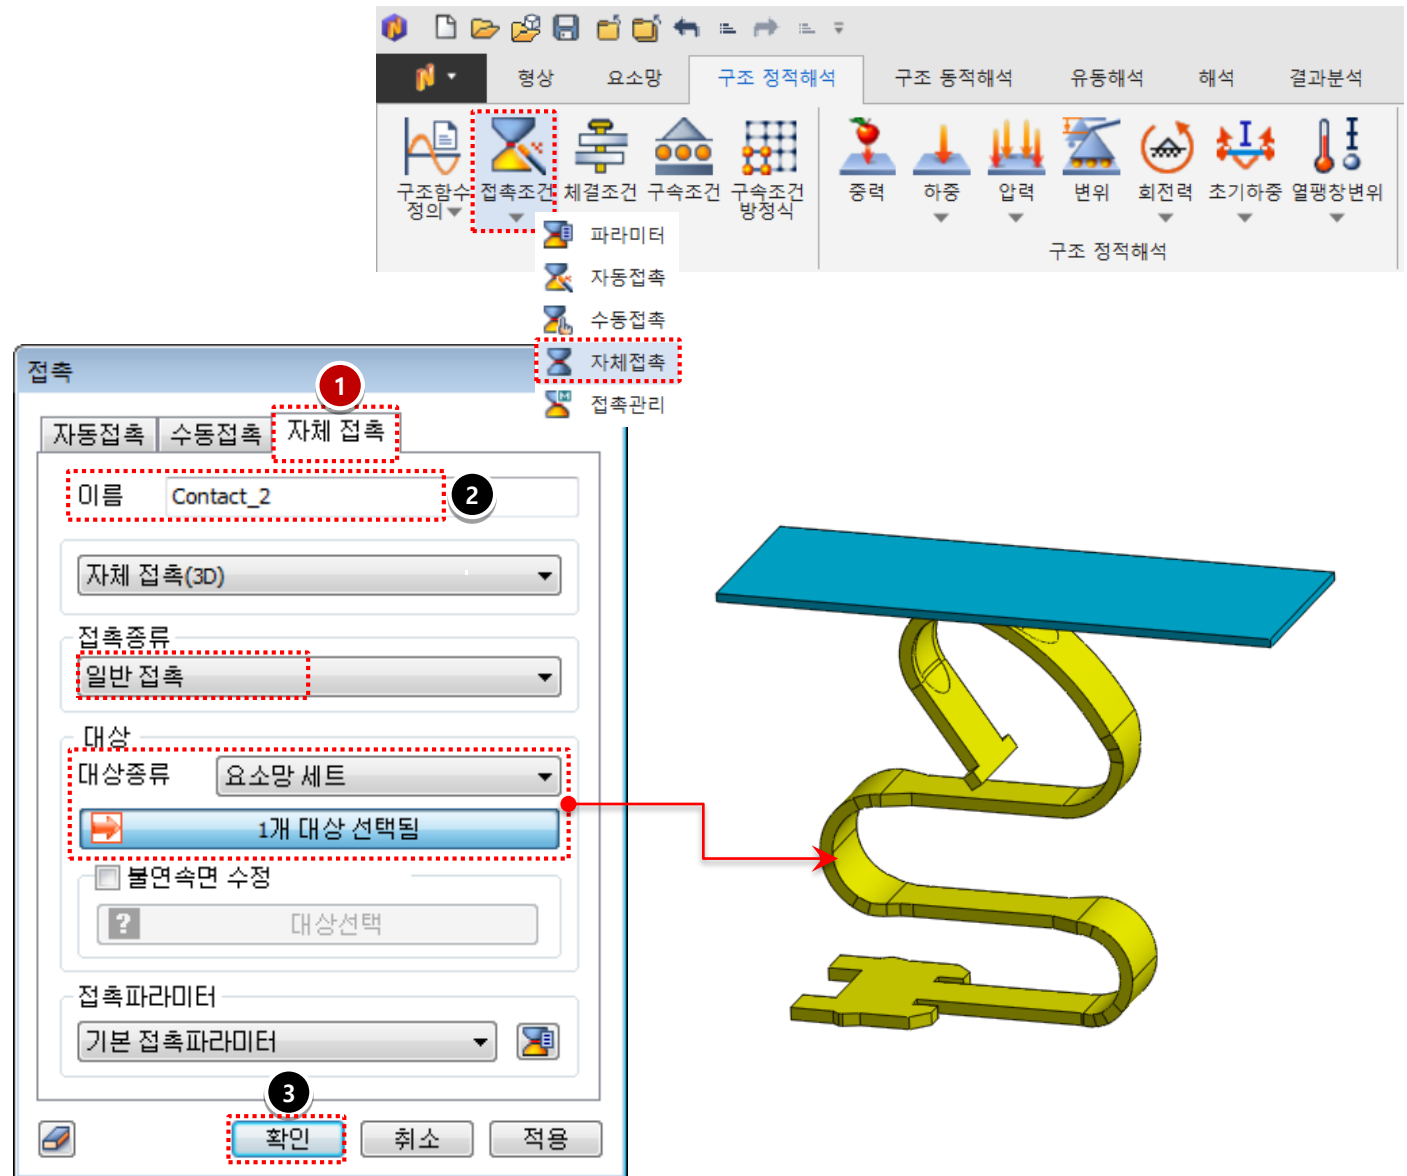 형상 요소망 구조 정적해석 구조 동적해석 유동해석 해석 결과분석
구조함수 정의
접촉조건
체결조건
구속조건
구속조건 방정식
중력
하중
압력
변위
회전력
초기하중
열팽창변위
구조 정적해석
파라미터
자동접촉
수동접촉
자체접촉
접촉관리
접촉
1
자동접촉 수동접촉 자체 접촉
이름 Contact_2
2
자체 접촉(3D)
접촉종류
일반 접촉
대상
대상종류 요소망 세트
1개 대상 선택됨
불연속면 수정
? 대상선택
접촉파라미터
기본 접촉파라미터
3
확인 취소 적용